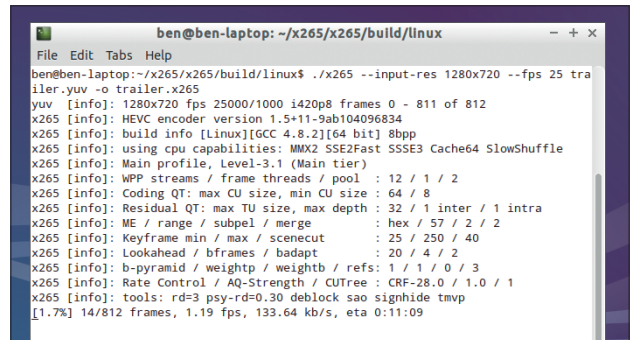 ben@ben-laptop: ~/x265/x265/build/linux
File Edit Tabs Help
ben@ben-laptop:~/x265/x265/build/linux$ ./x265 --input-res 1280x720 --fps 25 tra
iler.yuv -o trailer.x265
yuv  [info]: 1280x720 fps 25000/1000 i420p8 frames 0 - 811 of 812
x265 [info]: HEVC encoder version 1.5+11-9ab104096834
x265 [info]: build info [Linux][GCC 4.8.2][64 bit] 8bpp
x265 [info]: using cpu capabilities: MMX2 SSE2Fast SSSE3 Cache64 SlowShuffle
x265 [info]: Main profile, Level-3.1 (Main tier)
x265 [info]: WPP streams / frame threads / pool  : 12 / 1 / 2
x265 [info]: Coding QT: max CU size, min CU size : 64 / 8
x265 [info]: Residual QT: max TU size, max depth : 32 / 1 inter / 1 intra
x265 [info]: ME / range / subpel / merge         : hex / 57 / 2 / 2
x265 [info]: Keyframe min / max / scenecut       : 25 / 250 / 40
x265 [info]: Lookahead / bframes / badapt        : 20 / 4 / 2
x265 [info]: b-pyramid / weightp / weightb / refs: 1 / 1 / 0 / 3
x265 [info]: Rate Control / AQ-Strength / CUTree : CRF-28.0 / 1.0 / 1
x265 [info]: tools: rd=3 psy-rd=0.30 deblock sao signhide tmvp
[1.7%] 14/812 frames, 1.19 fps, 133.64 kb/s, eta 0:11:09